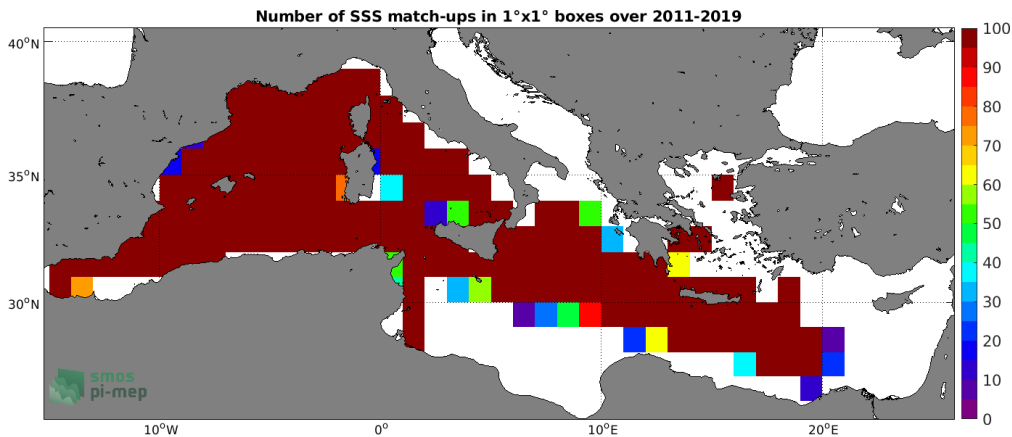 Number of SSS match-ups in 1°x1° boxes over 2011-2019
40°N
35°N
30°N
10°W
0°
10°E
20°E
100
90
80
70
60
50
40
30
20
10
0
smos
pi-mep